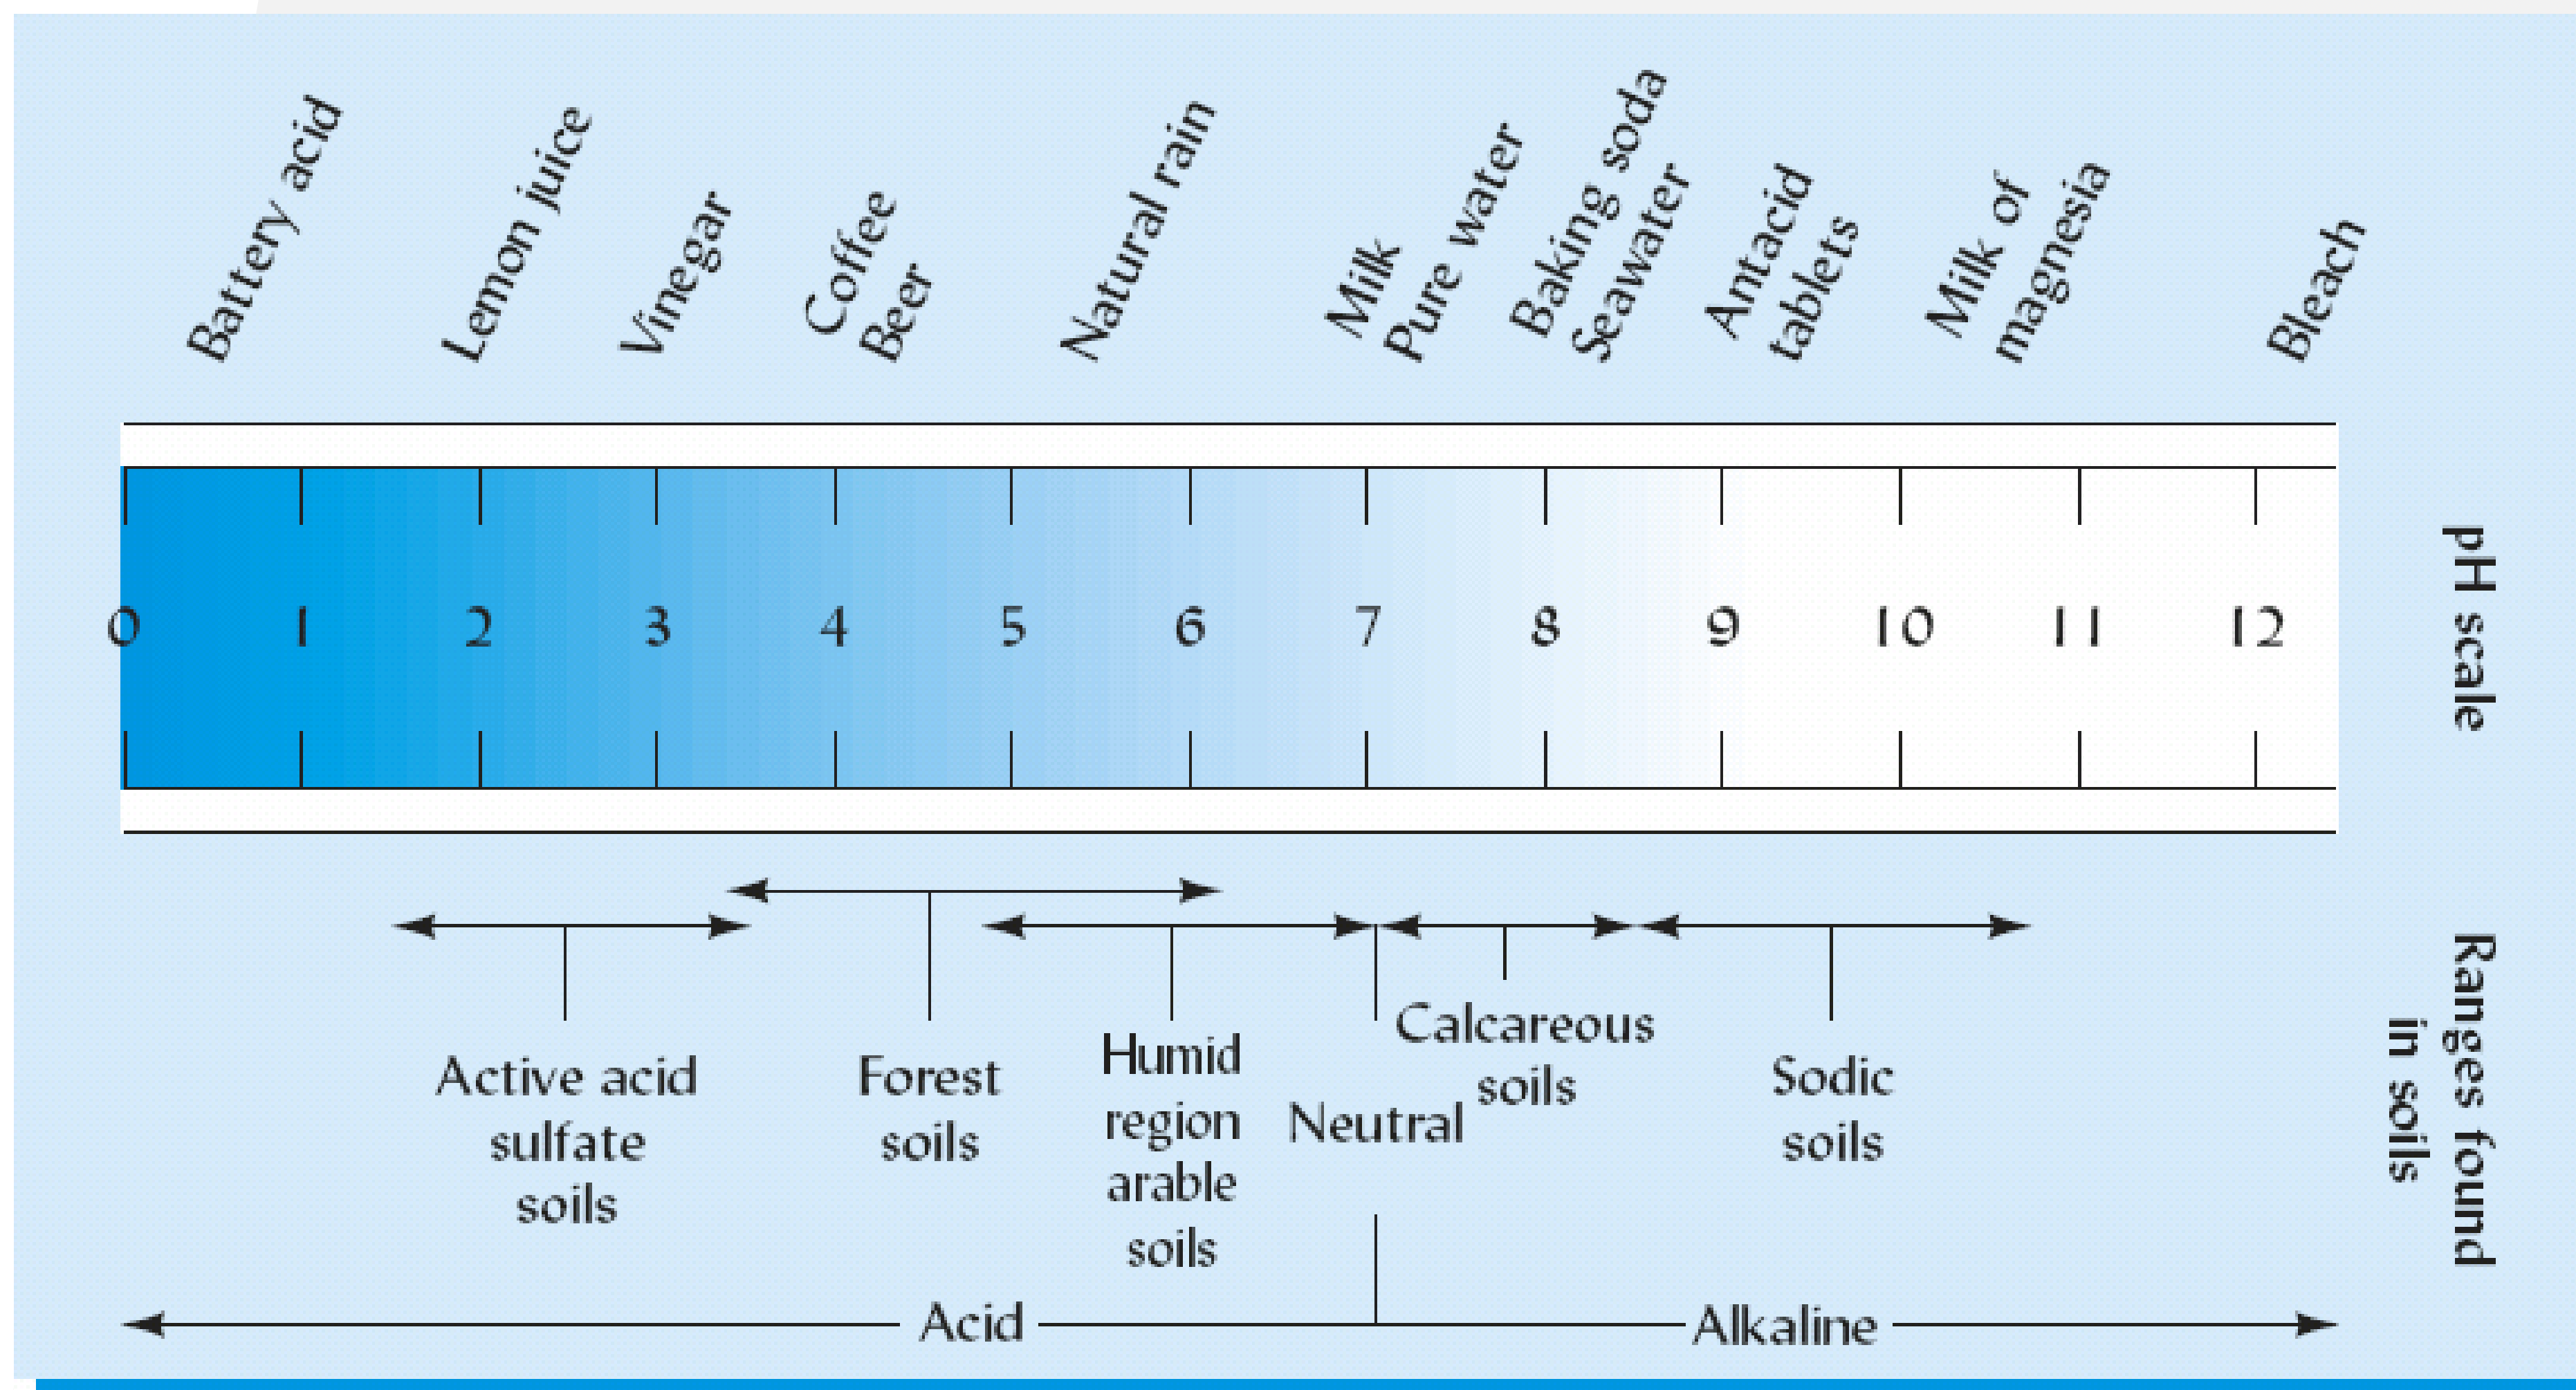 Battery acid
Lemon juice
Vinegar
Coffee
Beer
Natural rain
Milk
Pure water
Baking soda
Seawater
Antacid
tablets
Milk of
magnesia
Bleach
0 1 2 3 4 5 6 7 8 9 10 11 12
pH scale
Active acid
sulfate
soils
Forest
soils
Humid
region
arable
soils
Neutral
Calcareous
soils
Sodic
soils
Ranges found
in soils
Acid
Alkaline